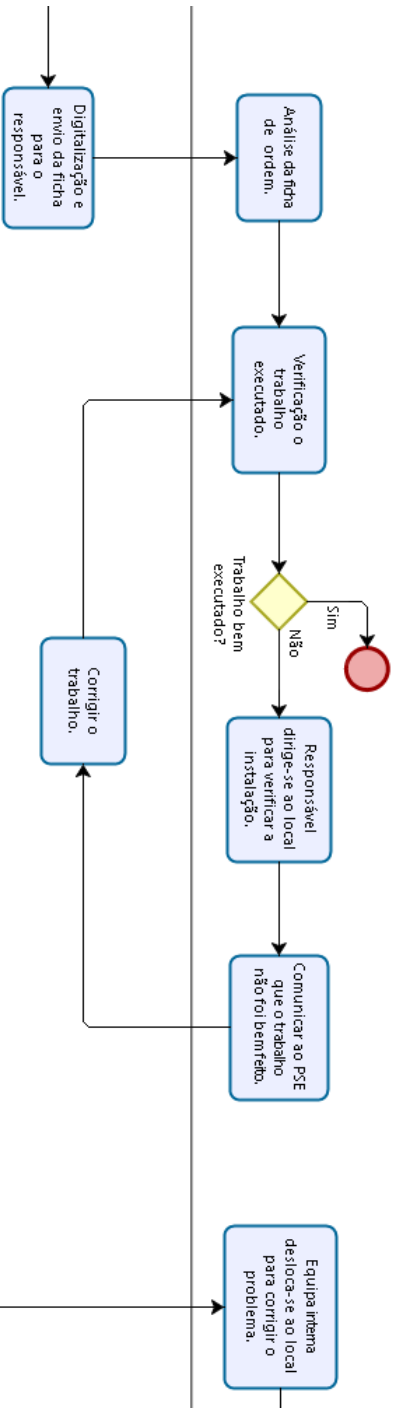 Análise da ficha
de ordem.
Verificação o
trabalho
executado.
Trabalho bem
executado?
Sim
Não
Responsável
dirige-se ao local
para verificar a
instalação.
Comunicar ao PSE
que o trabalho
não foi bem feito.
Equipa interna
desloca-se ao local
para corrigir o
problema.
Digitalização e
envio da ficha
para o
responsável.
Corrigir o
trabalho.